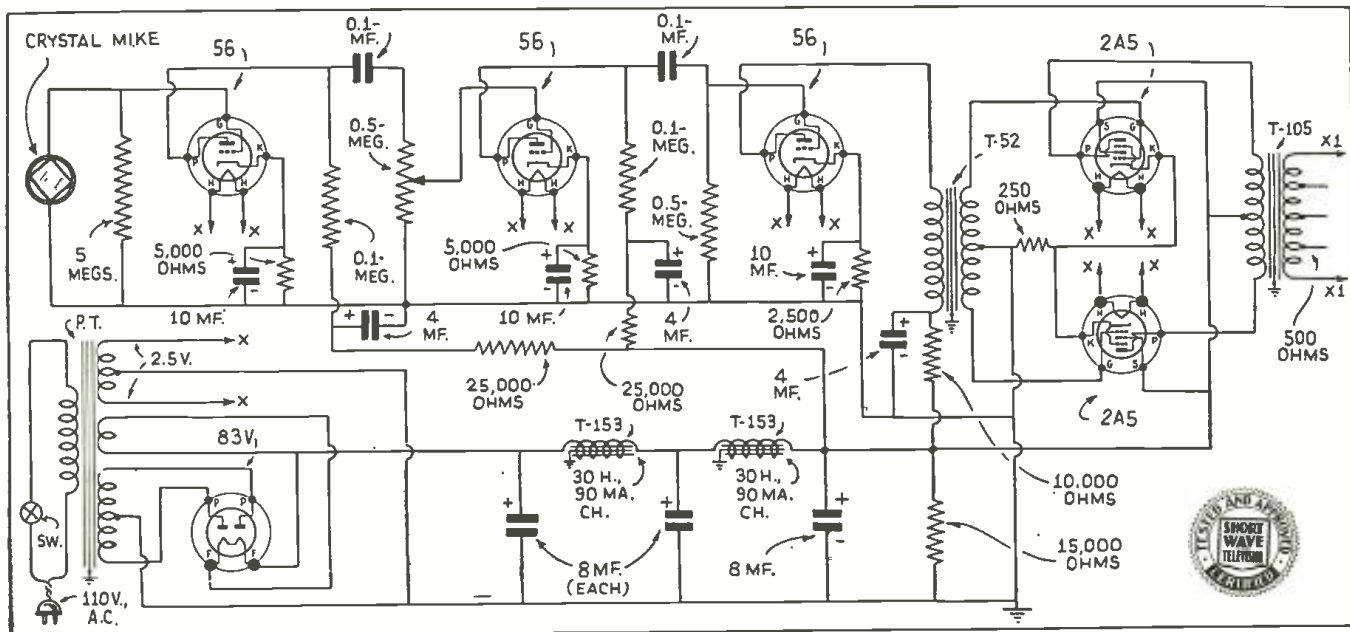 CRYSTAL MIKE
56
0.1-
MF.
56
0.1-
MF.
56
2A5
0.5-
MEG.
0.1-
MEG.
0.5-
MEG.
T-52
T-105
X1
250
OHMS
G
P
K
H
H
X
G
P
K
H
H
X
G
P
K
H
H
X
S
G
P
K
H
H
X
X
5
MEGS.
5,000
OHMS
10 MF.
0.1-
MEG.
5,000
OHMS
10 MF.
4
MF.
4
MF.
10
MF.
2,500
OHMS
X
X
H
H
K
P
G
S
X1
500
OHMS
P.T.
2.5V.
X
X
25,000
OHMS
25,000
OHMS
4
MF.
2A5
83V.
T-153
T-153
30 H.,
90 MA.
CH.
30 H.,
90 MA.
CH.
10,000
OHMS
P
P
F
F
SW.
8 MF.
(EACH)
8 MF.
15,000
OHMS
110V.,
A.C.
TESTED AND APPROVED
SHORT
WAVE
TELEVISION
CERTIFIED